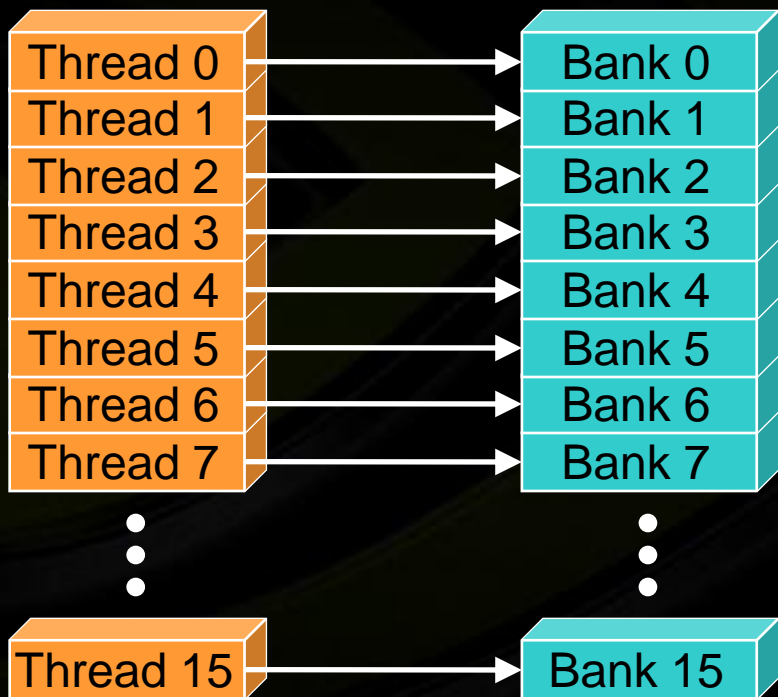 Thread 0
Bank 0
Thread 1
Bank 1
Thread 2
Bank 2
Thread 3
Bank 3
Thread 4
Bank 4
Thread 5
Bank 5
Thread 6
Bank 6
Thread 7
Bank 7
Thread 15
Bank 15